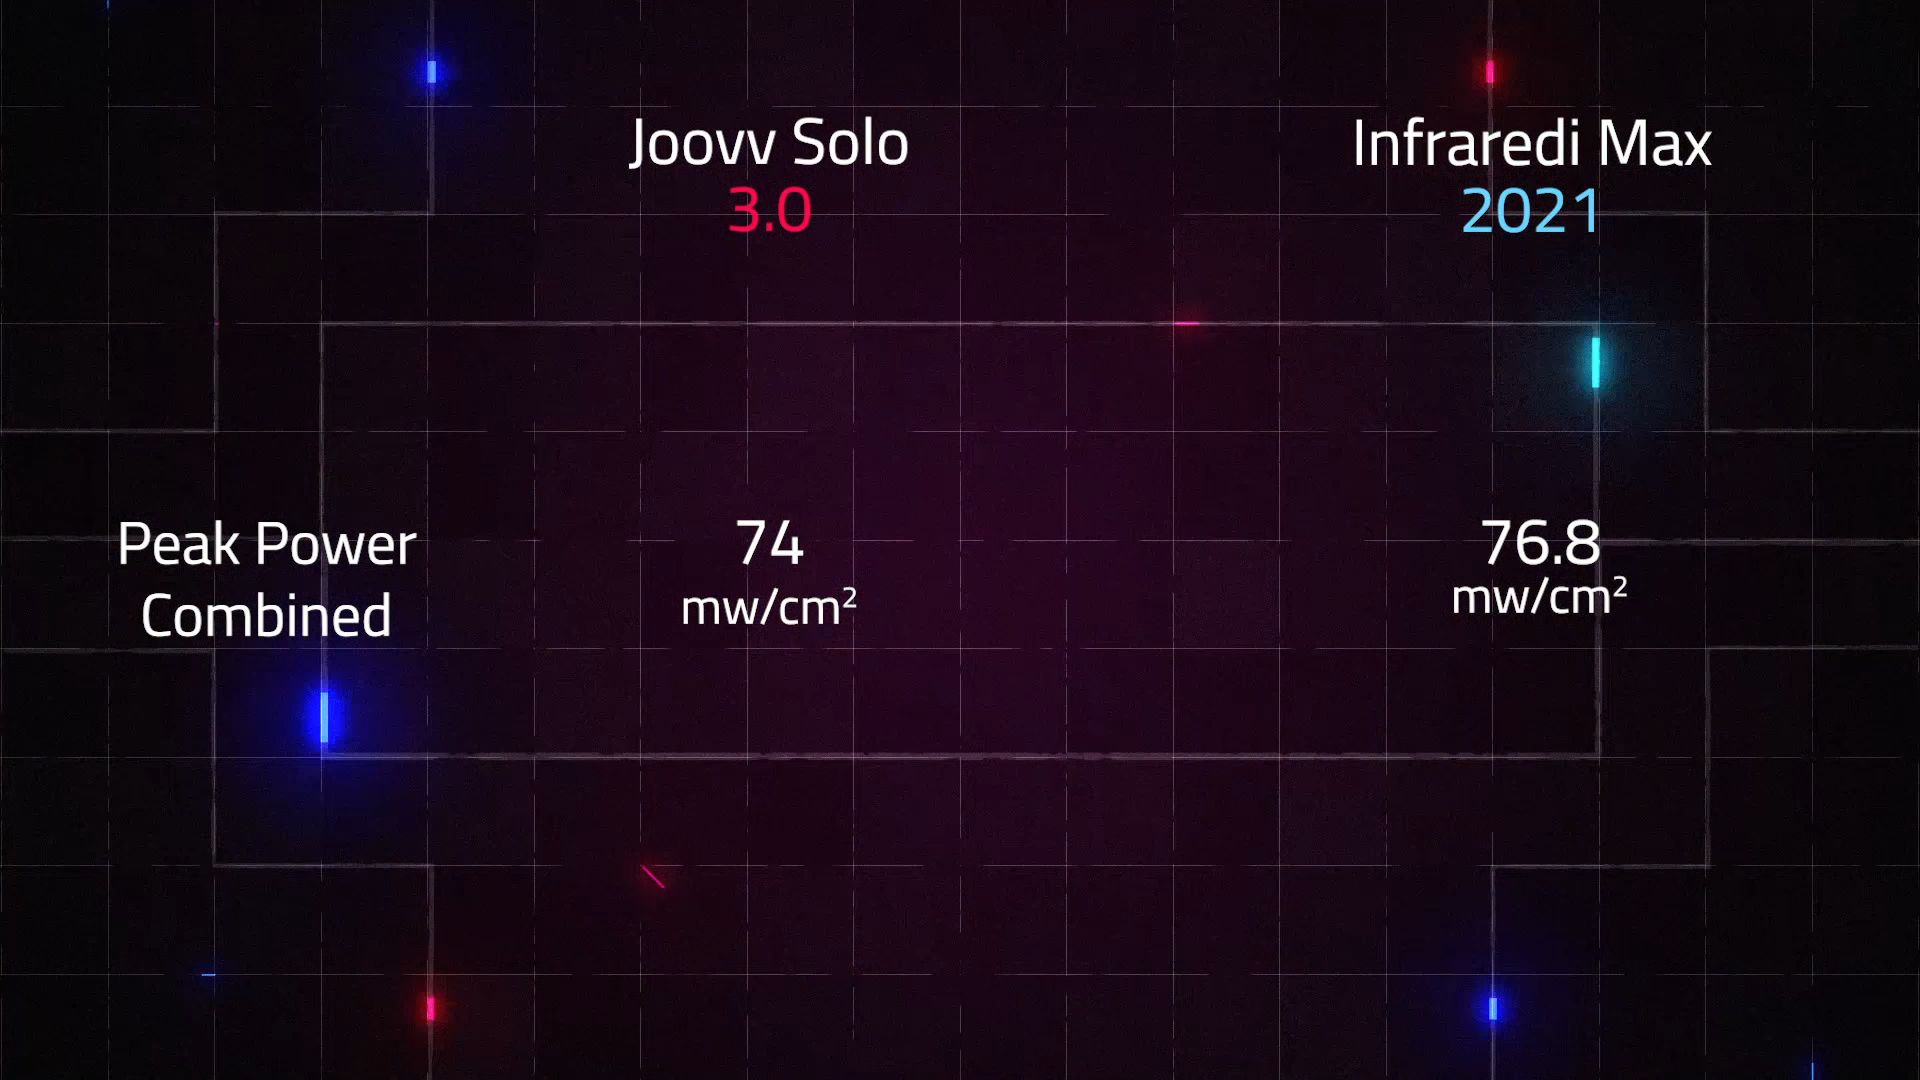 Joovv Solo
3.0
Infraredi Max
2021
Peak Power
Combined
74
mw/cm²
76.8
mw/cm²